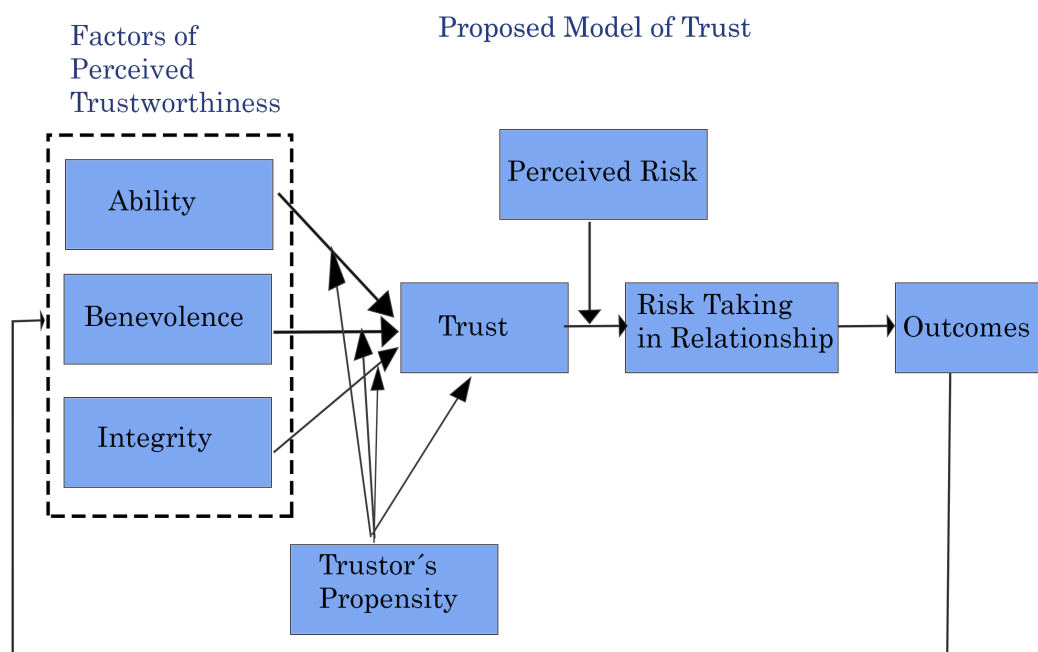 Proposed Model of Trust
Factors of
Perceived
Trustworthiness
Ability
Benevolence
Integrity
Perceived Risk
Trust
Risk Taking
in Relationship
Outcomes
Trustor´s
Propensity